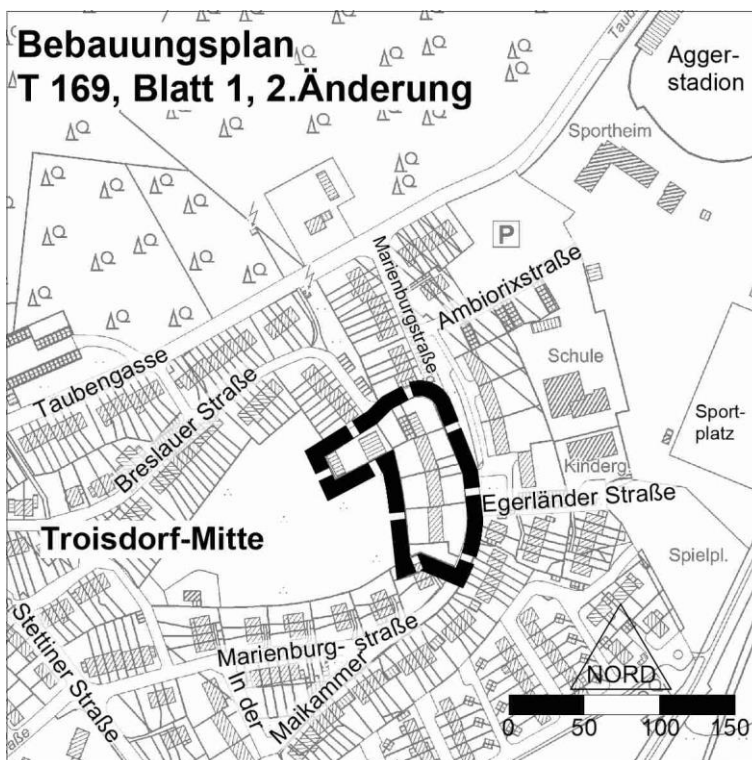 Bebauungsplan
T 169, Blatt 1, 2.Änderung
Taub
Agger-
stadion
Sportheim
P
Marienburgstraße
Ambiorixstraße
Schule
Taubengasse
Breslauer Straße
Sport-
platz
Kinderg.
Egerländer Straße
Troisdorf-Mitte
Spielpl.
Stettiner Straße
Marienburg-
straße
In der
Maikammer
NORD
0 50 100 150